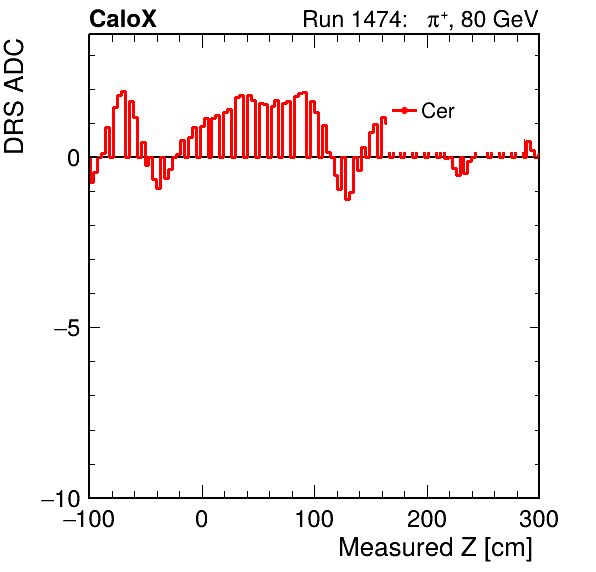 CaloX
Run 1474: π+, 80 GeV
DRS ADC
Cer
0
−5
−10
−100 0 100 200 300
Measured Z [cm]